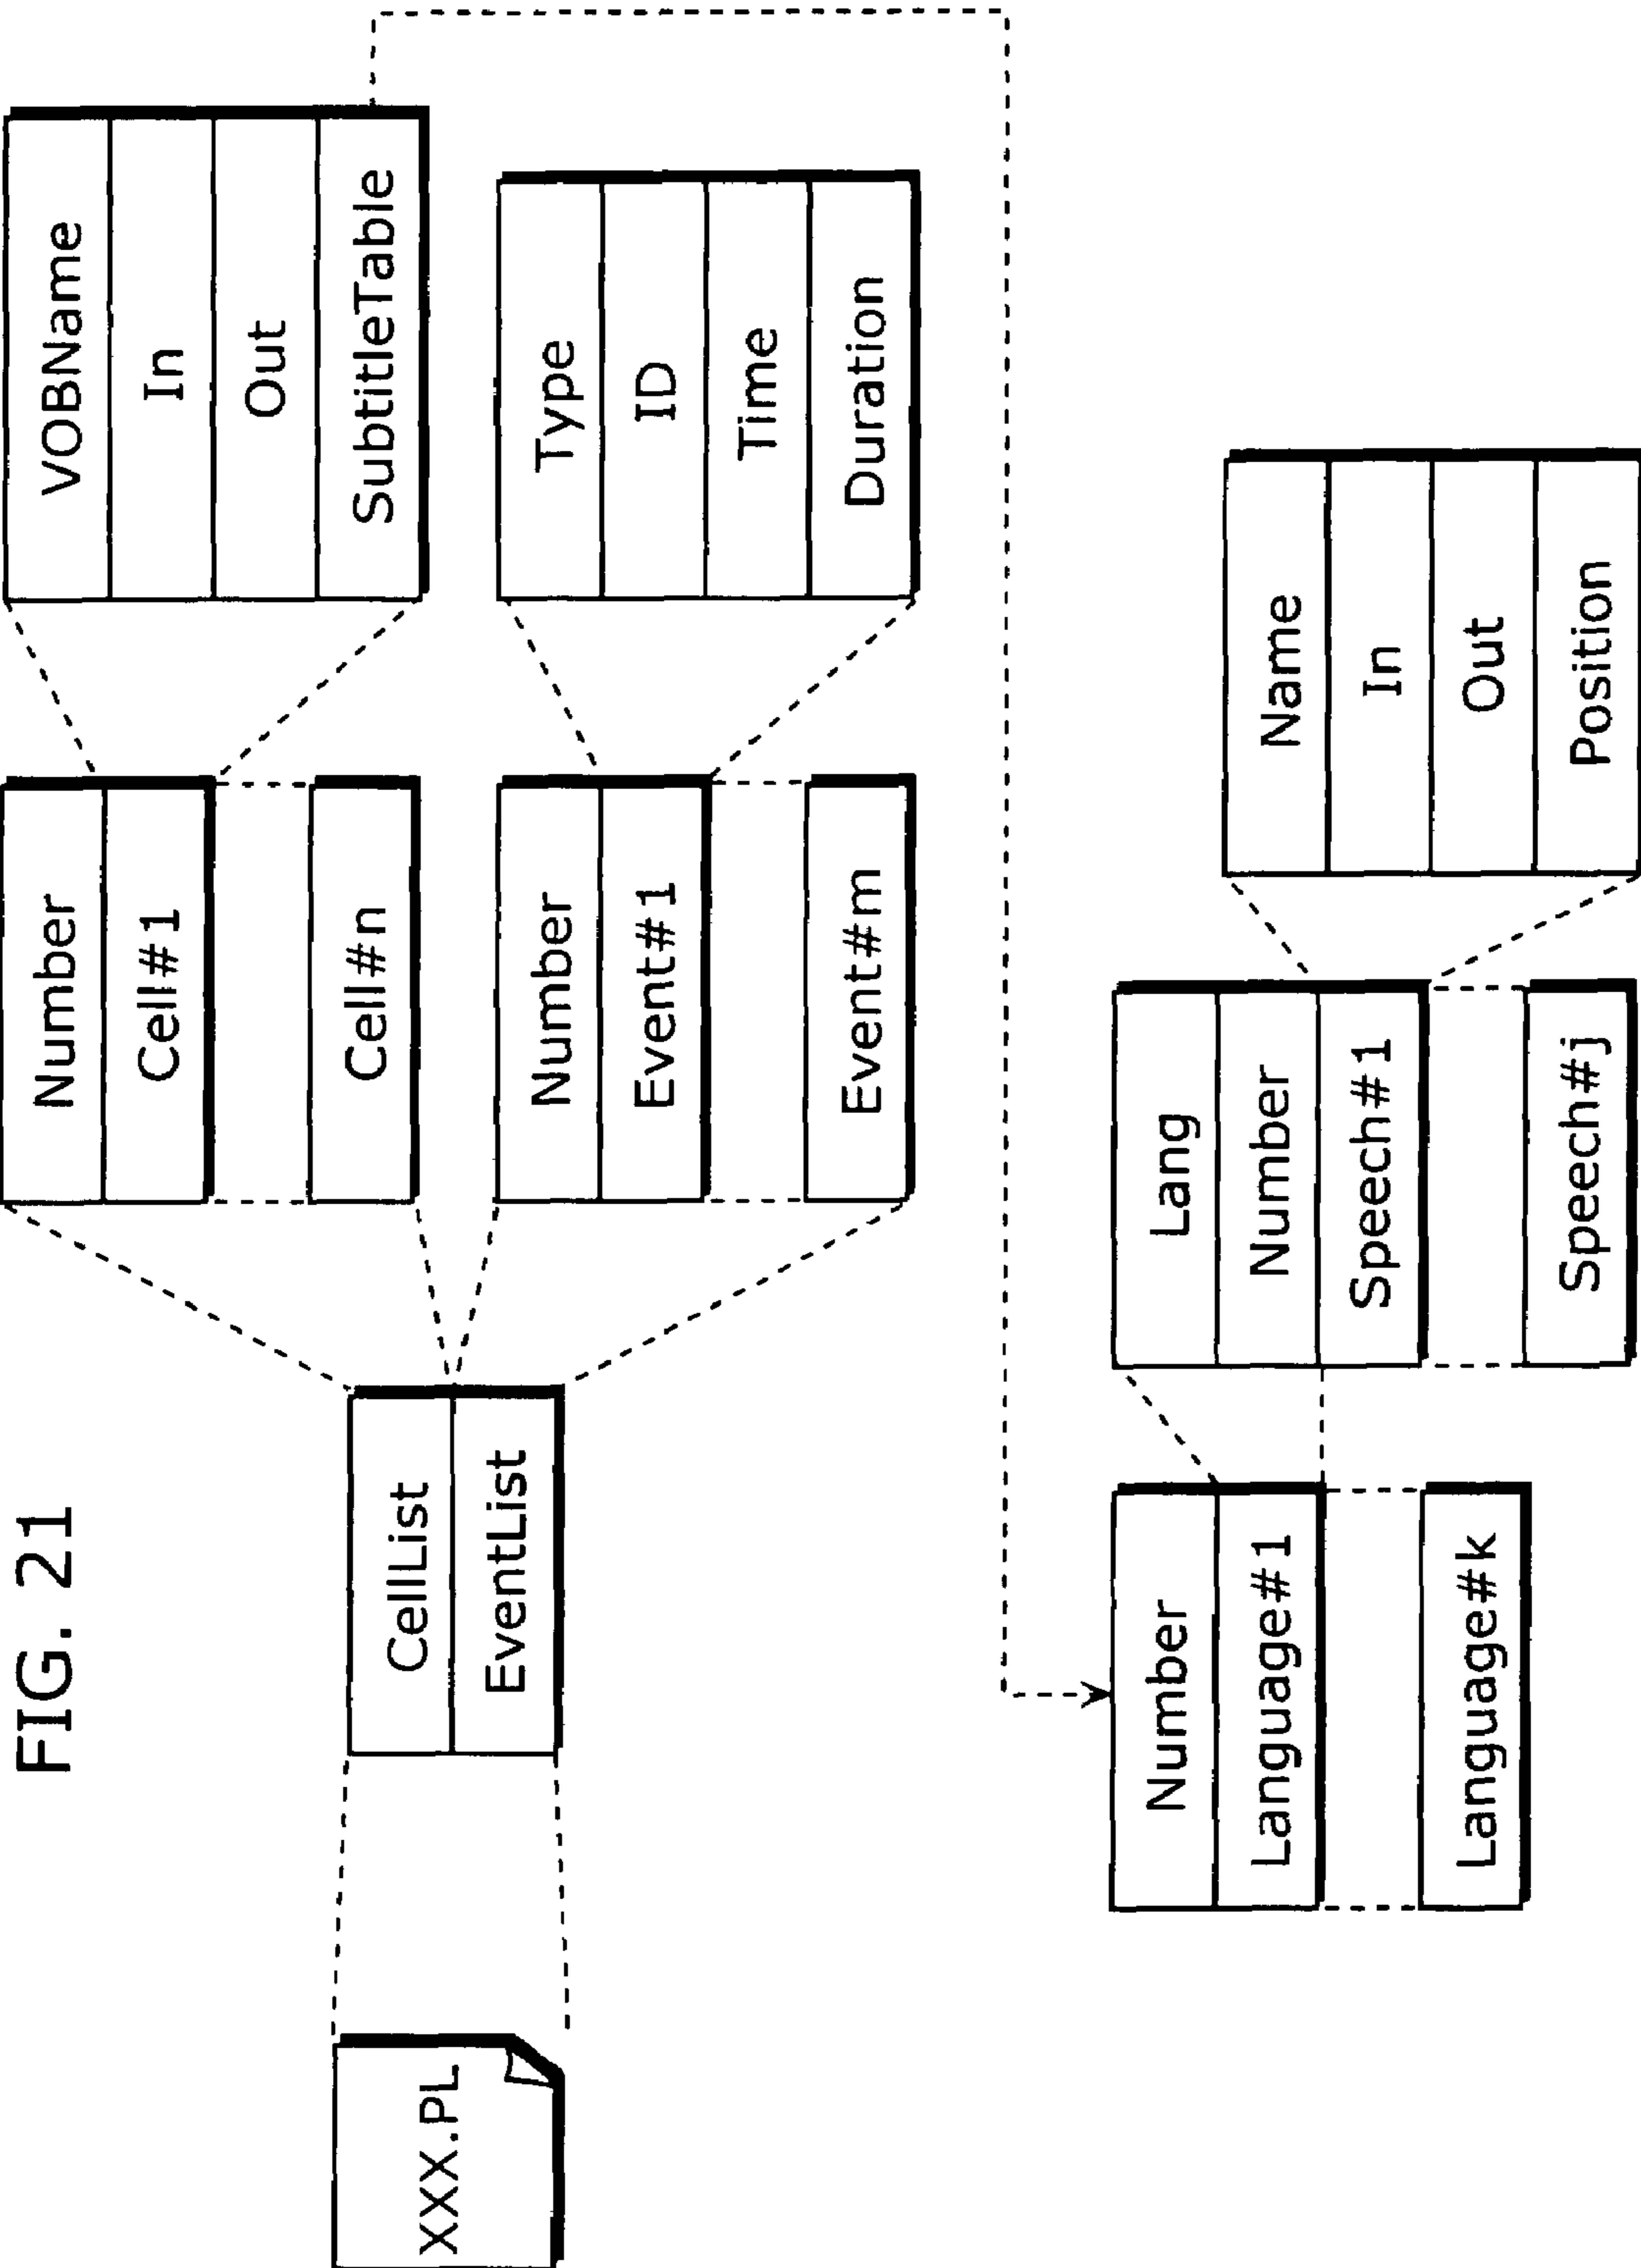 FIG. 21
XXX.PL
CellList
EventList
Number
Cell#1
Cell#n
Number
Event#1
Event#m
VOBName
In
Out
SubtitleTable
Type
ID
Time
Duration
Number
Language#1
Language#k
Lang
Number
Speech#1
Speech#j
Name
In
Out
Position